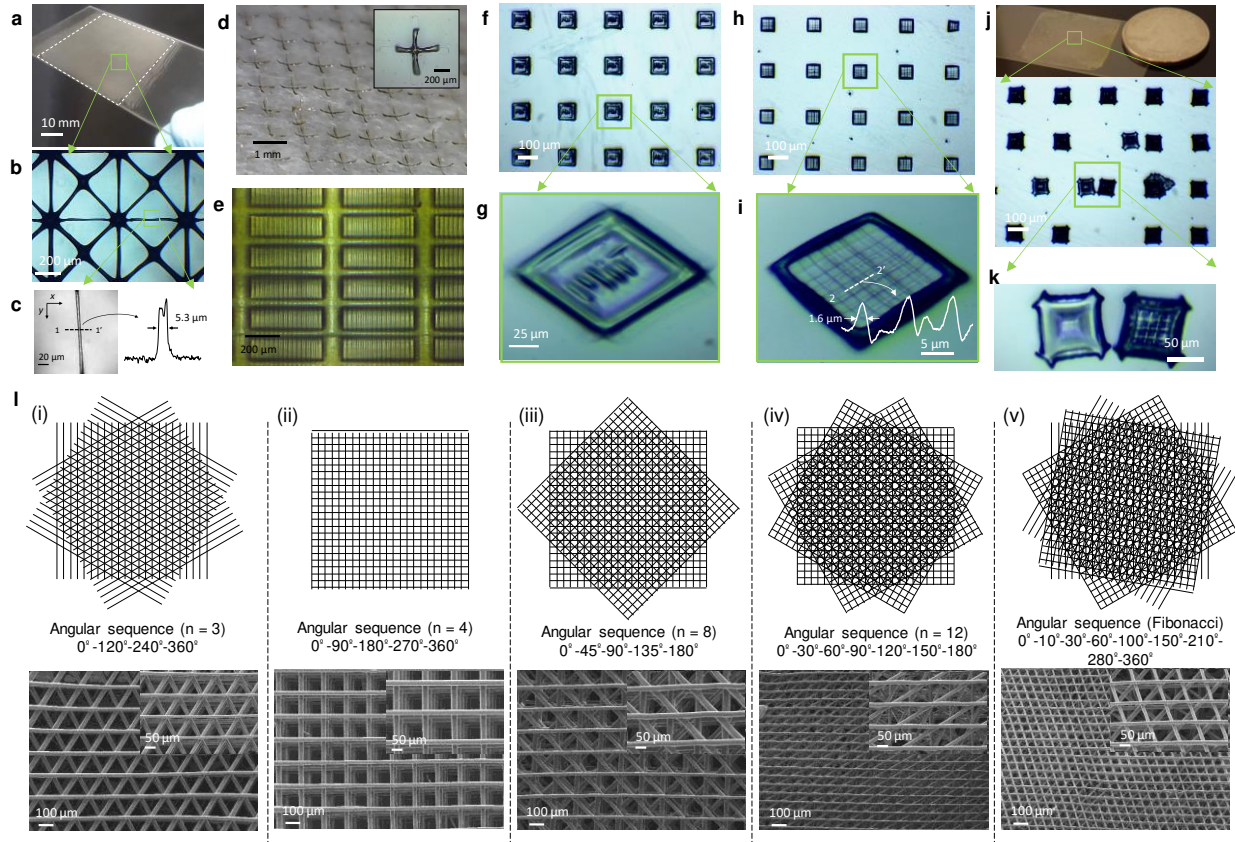 a
10 mm
b
200 µm
c
x
y
1
1'
20 µm
5.3 µm
d
200 µm
1 mm
e
200 µm
f
100 µm
g
25 µm
h
100 µm
i
2'
2
1.6 µm
5 µm
j
100 µm
k
50 µm
l
(i)
Angular sequence (n = 3)
0°-120°-240°-360°
50 µm
100 µm
(ii)
Angular sequence (n = 4)
0°-90°-180°-270°-360°
50 µm
100 µm
(iii)
Angular sequence (n = 8)
0°-45°-90°-135°-180°
50 µm
100 µm
(iv)
Angular sequence (n = 12)
0°-30°-60°-90°-120°-150°-180°
50 µm
100 µm
(v)
Angular sequence (Fibonacci)
0°-10°-30°-60°-100°-150°-210°-
280°-360°
50 µm
100 µm